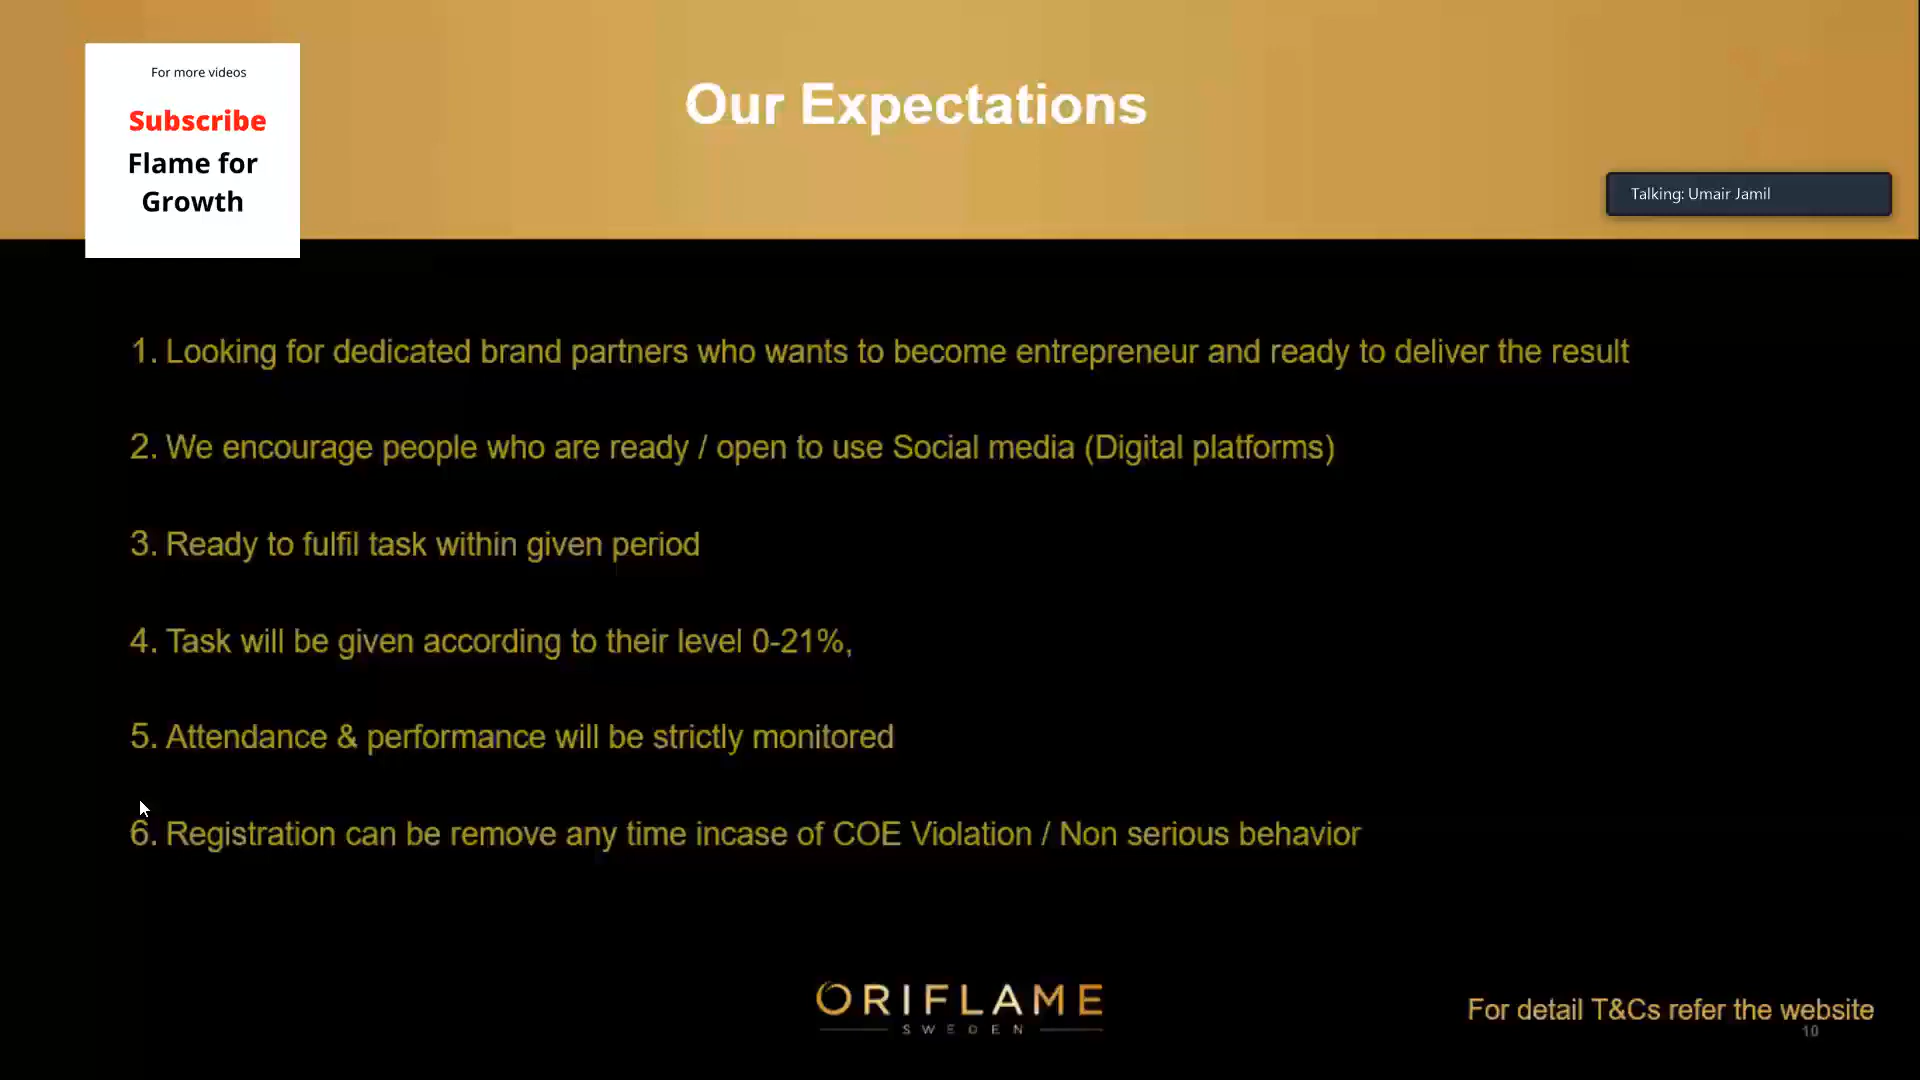 For more videos
Subscribe
Flame for
Growth
Our Expectations
Talking: Umair Jamil
1. Looking for dedicated brand partners who wants to become entrepreneur and ready to deliver the result
2. We encourage people who are ready / open to use Social media (Digital platforms)
3. Ready to fulfil task within given period
4. Task will be given according to their level 0-21%,
5. Attendance & performance will be strictly monitored
6. Registration can be remove any time incase of COE Violation / Non serious behavior
ORIFLAME
SWEDEN
For detail T&Cs refer the website
10